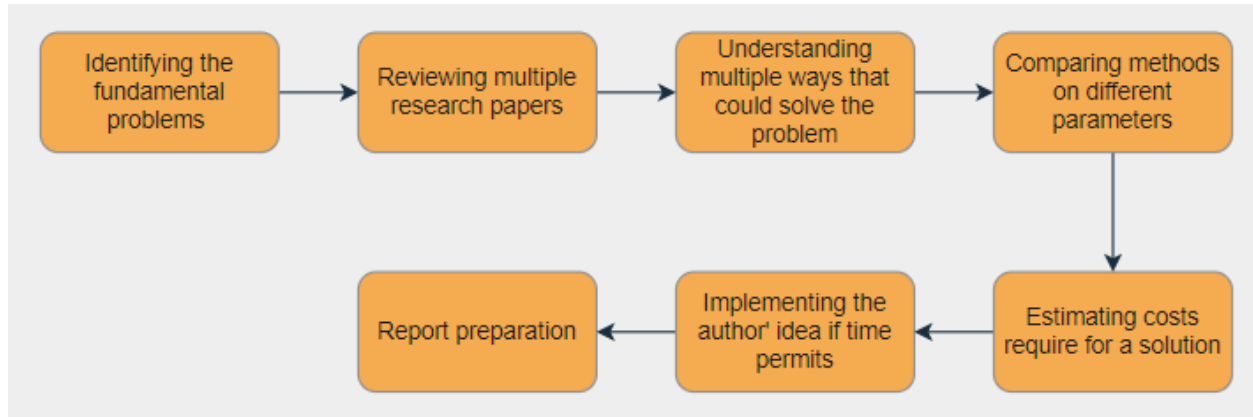 Identifying the
fundamental
problems
Reviewing multiple
research papers
Understanding
multiple ways that
could solve the
problem
Comparing methods
on different
parameters
Estimating costs
require for a solution
Implementing the
author' idea if time
permits
Report preparation